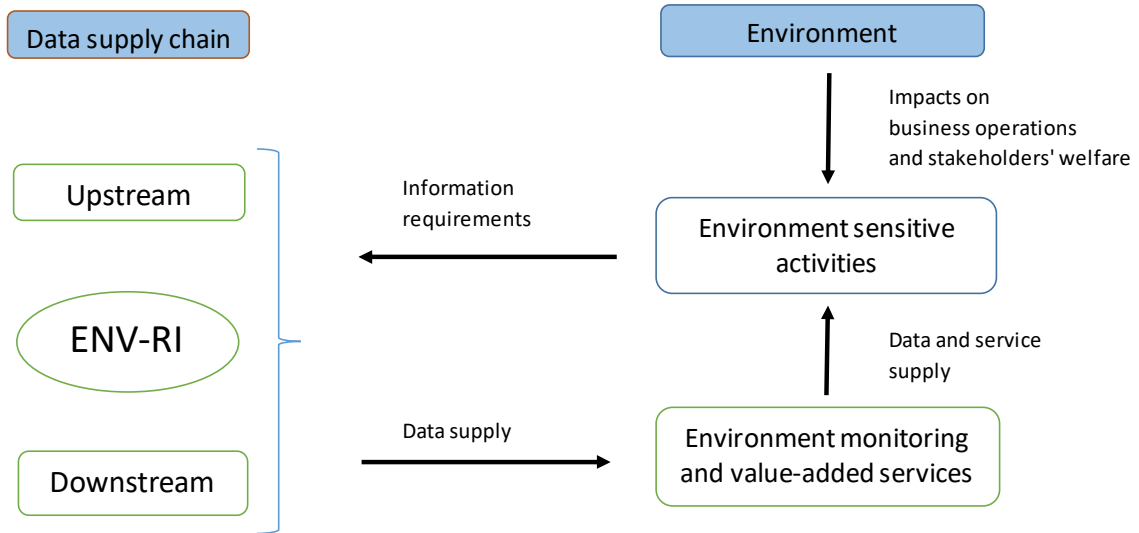 Data supply chain
Environment
Impacts on
business operations
and stakeholders' welfare
Upstream
Information
requirements
Environment sensitive
activities
ENV-RI
Data and service
supply
Data supply
Environment monitoring
and value-added services
Downstream